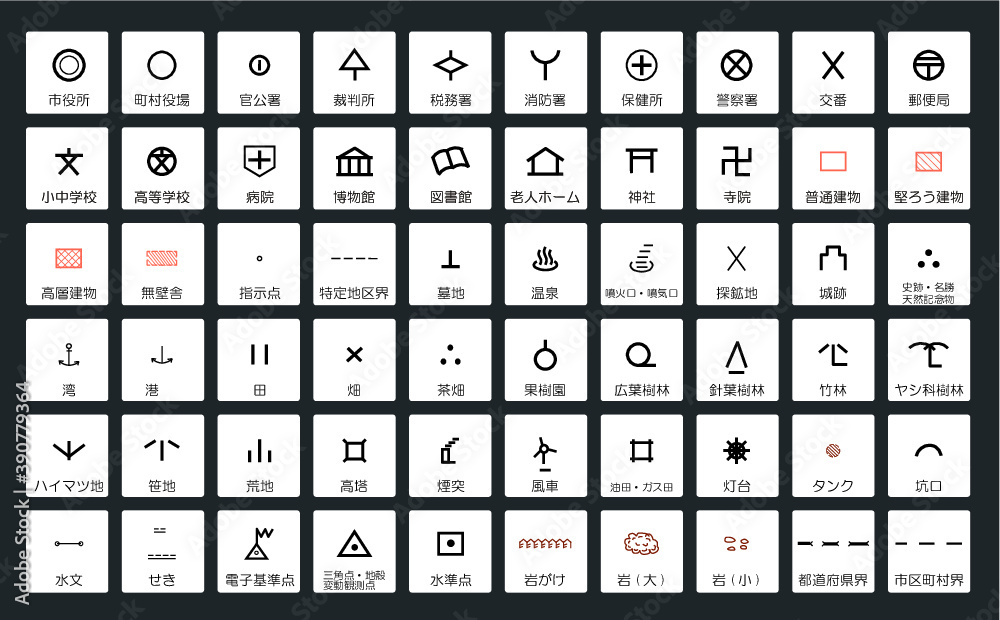 市役所 町村役場 官公署 裁判所 税務署 消防署 保健所 警察署 交番 郵便局
小中学校 高等学校 病院 博物館 図書館 老人ホーム 神社 寺院 普通建物 堅ろう建物
高層建物 無壁舎 指示点 特定地区界 墓地 温泉 噴火口・噴気口 採鉱地 城跡 史跡・名勝
天然記念物
湾 港 田 畑 茶畑 果樹園 広葉樹林 針葉樹林 竹林 ヤシ科樹林
ハイマツ地 笹地 荒地 高塔 煙突 風車 油田・ガス田 灯台 タンク 坑口
水文 せき 電子基準点 三角点・地殻
変動観測点 水準点 岩がけ 岩(大) 岩(小) 都道府県界 市区町村界
Adobe Stock | #390779364